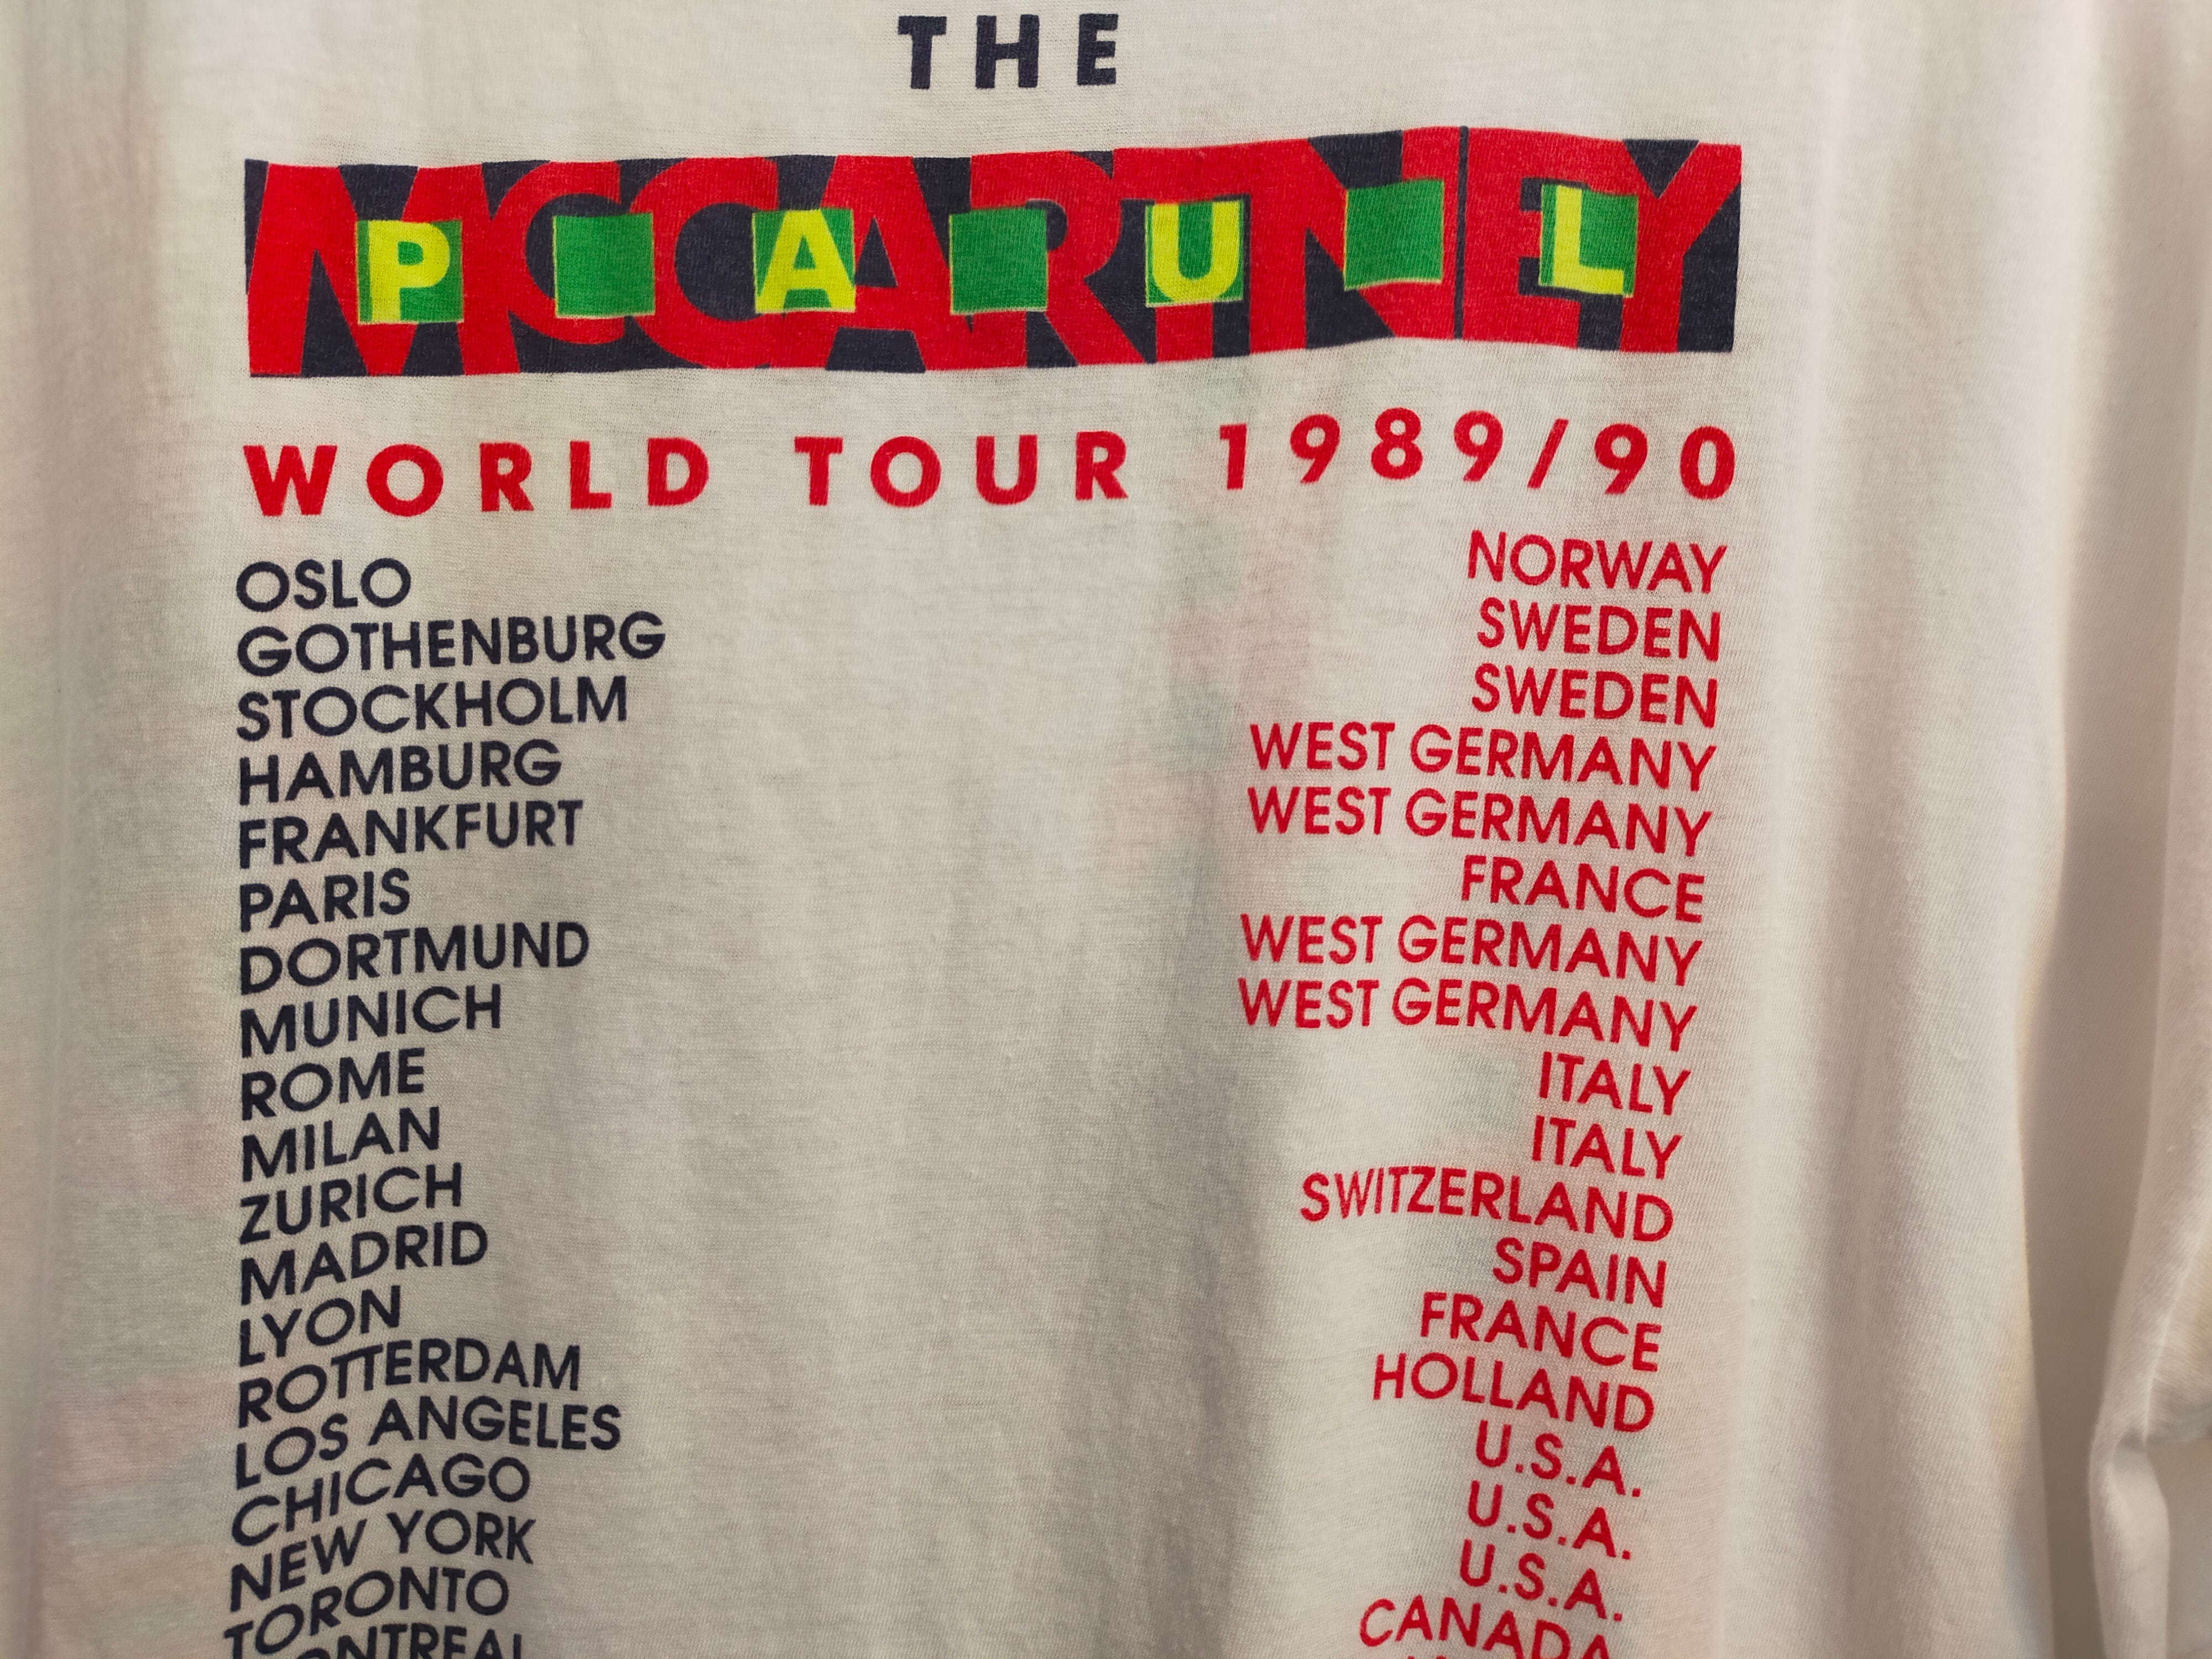 THE
MCCARTNEY
PAUL
WORLD TOUR 1989/90
OSLO NORWAY
GOTHENBURG SWEDEN
STOCKHOLM SWEDEN
HAMBURG WEST GERMANY
FRANKFURT WEST GERMANY
PARIS FRANCE
DORTMUND WEST GERMANY
MUNICH WEST GERMANY
ROME ITALY
MILAN ITALY
ZURICH SWITZERLAND
MADRID SPAIN
LYON FRANCE
ROTTERDAM HOLLAND
LOS ANGELES U.S.A.
CHICAGO U.S.A.
NEW YORK U.S.A.
TORONTO CANADA